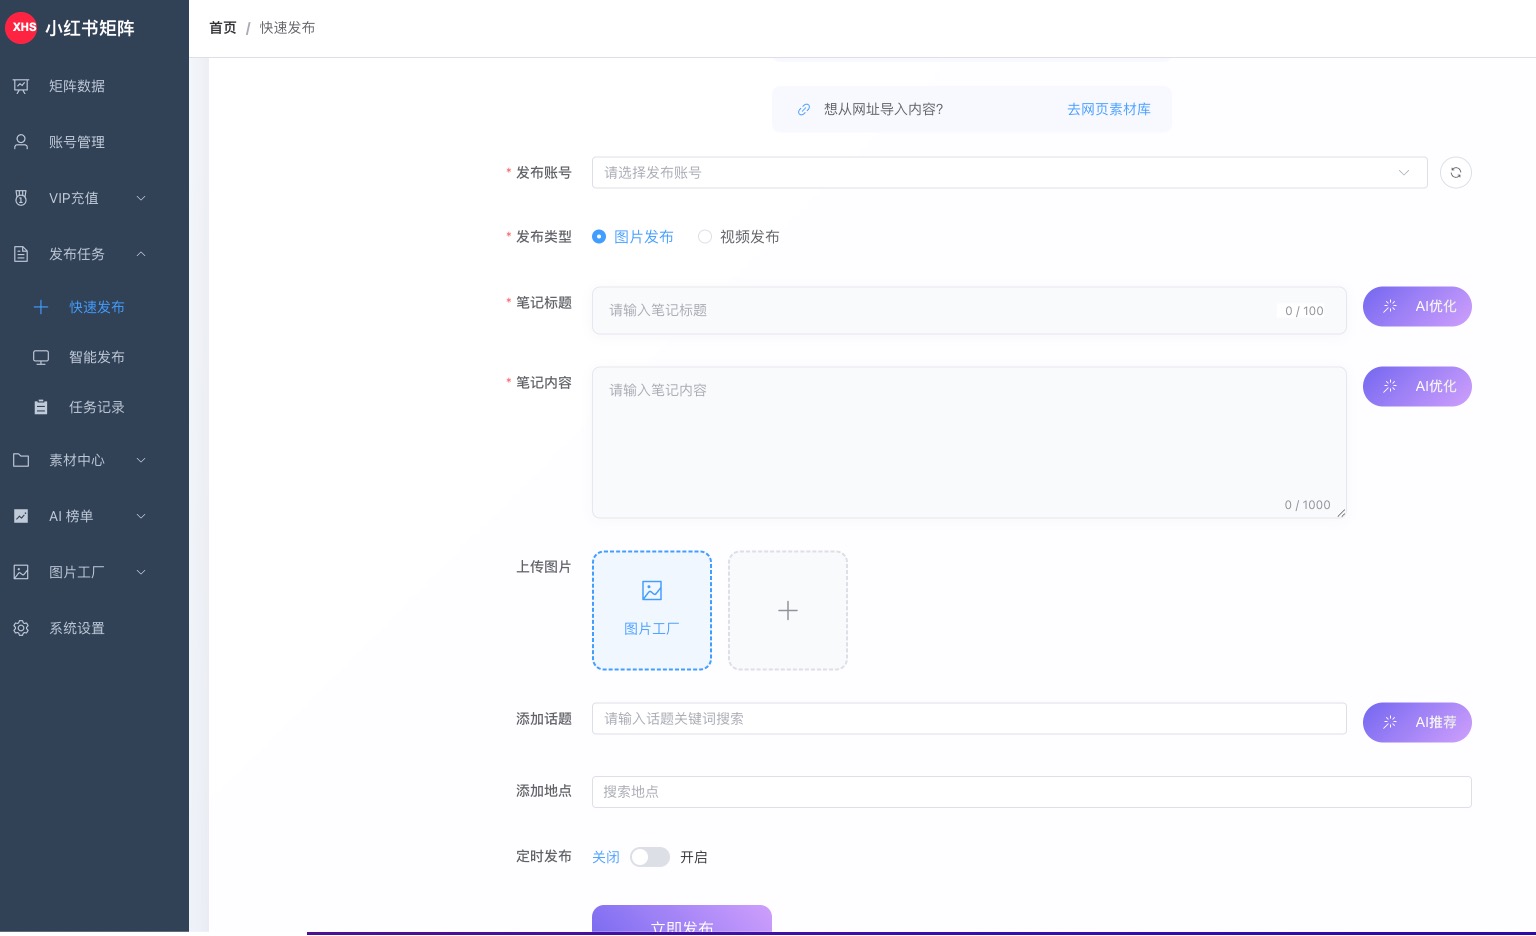 XHS 小红书矩阵
矩阵数据
账号管理
VIP充值
发布任务
快速发布
智能发布
任务记录
素材中心
AI 榜单
图片工厂
系统设置
首页 / 快速发布
想从网址导入内容? 去网页素材库
* 发布账号 请选择发布账号
* 发布类型 图片发布 视频发布
* 笔记标题 请输入笔记标题 0 / 100 AI优化
* 笔记内容 请输入笔记内容 AI优化
0 / 1000
上传图片
图片工厂
添加话题 请输入话题关键词搜索 AI推荐
添加地点 搜索地点
定时发布 关闭 开启
立即发布